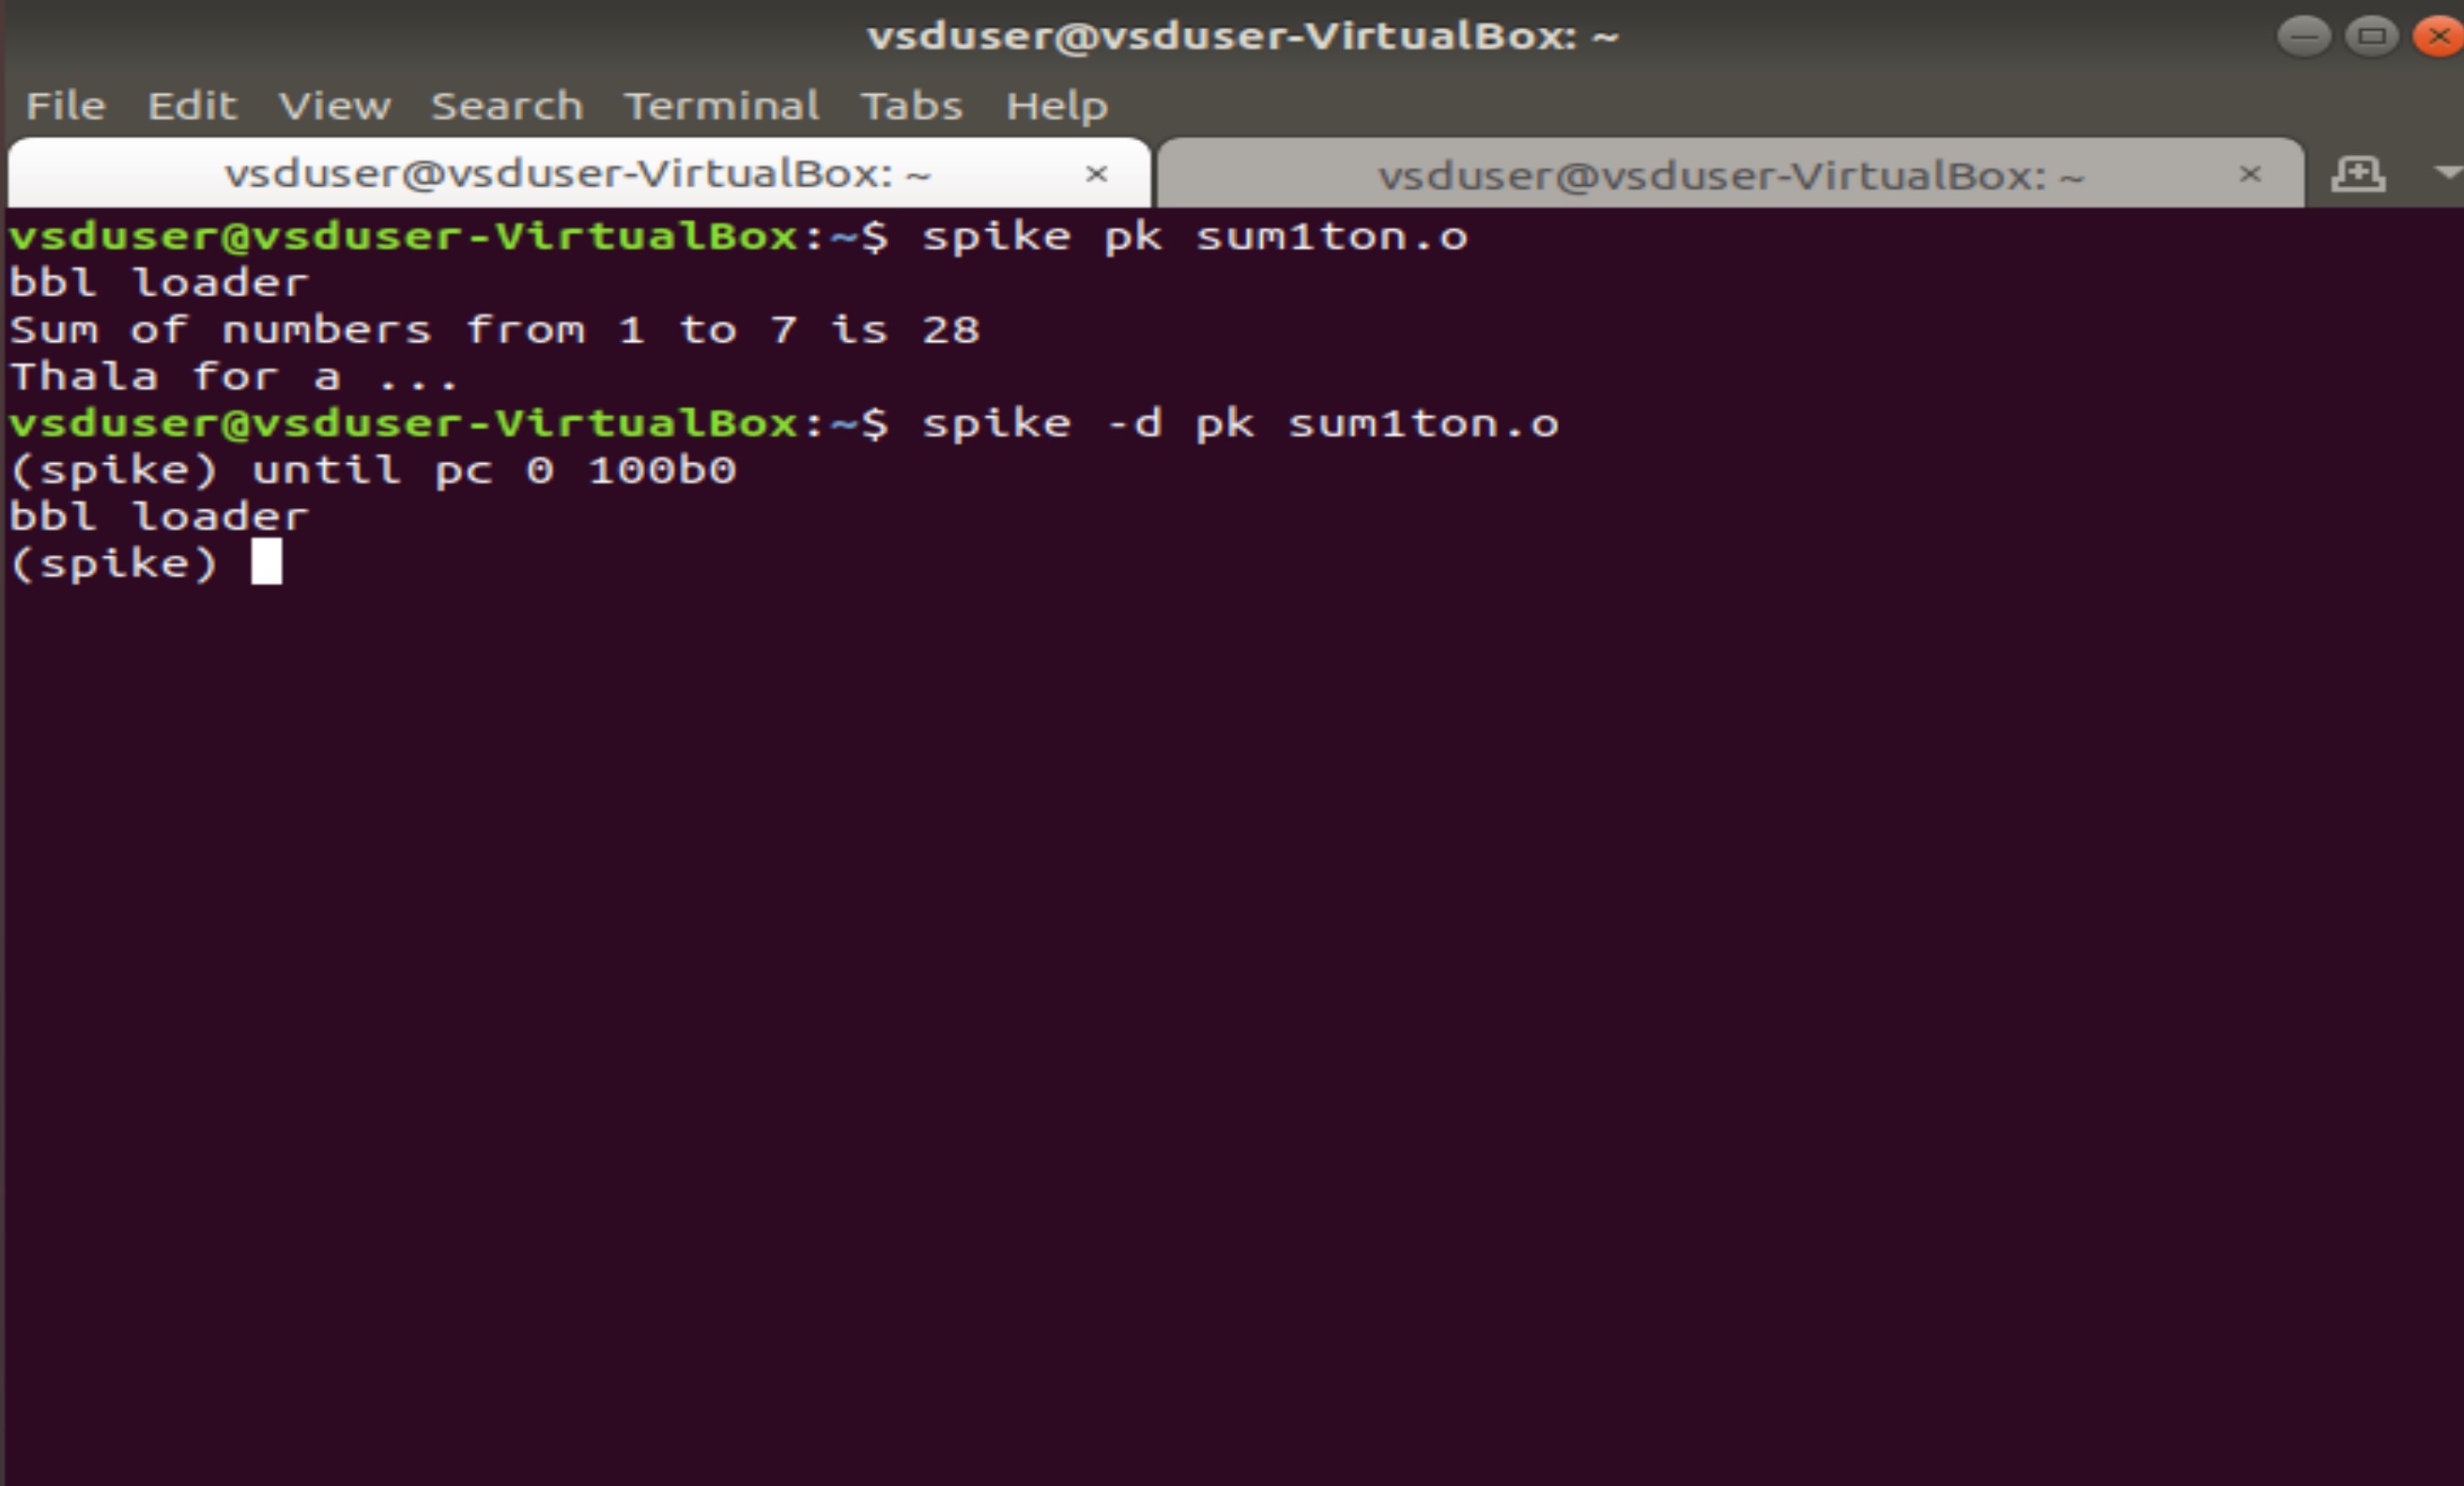 vsduser@vsduser-VirtualBox: ~
File Edit View Search Terminal Tabs Help
vsduser@vsduser-VirtualBox: ~ × vsduser@vsduser-VirtualBox: ~ ×
vsduser@vsduser-VirtualBox:~$ spike pk sum1ton.o
bbl loader
Sum of numbers from 1 to 7 is 28
Thala for a ...
vsduser@vsduser-VirtualBox:~$ spike -d pk sum1ton.o
(spike) until pc 0 100b0
bbl loader
(spike)